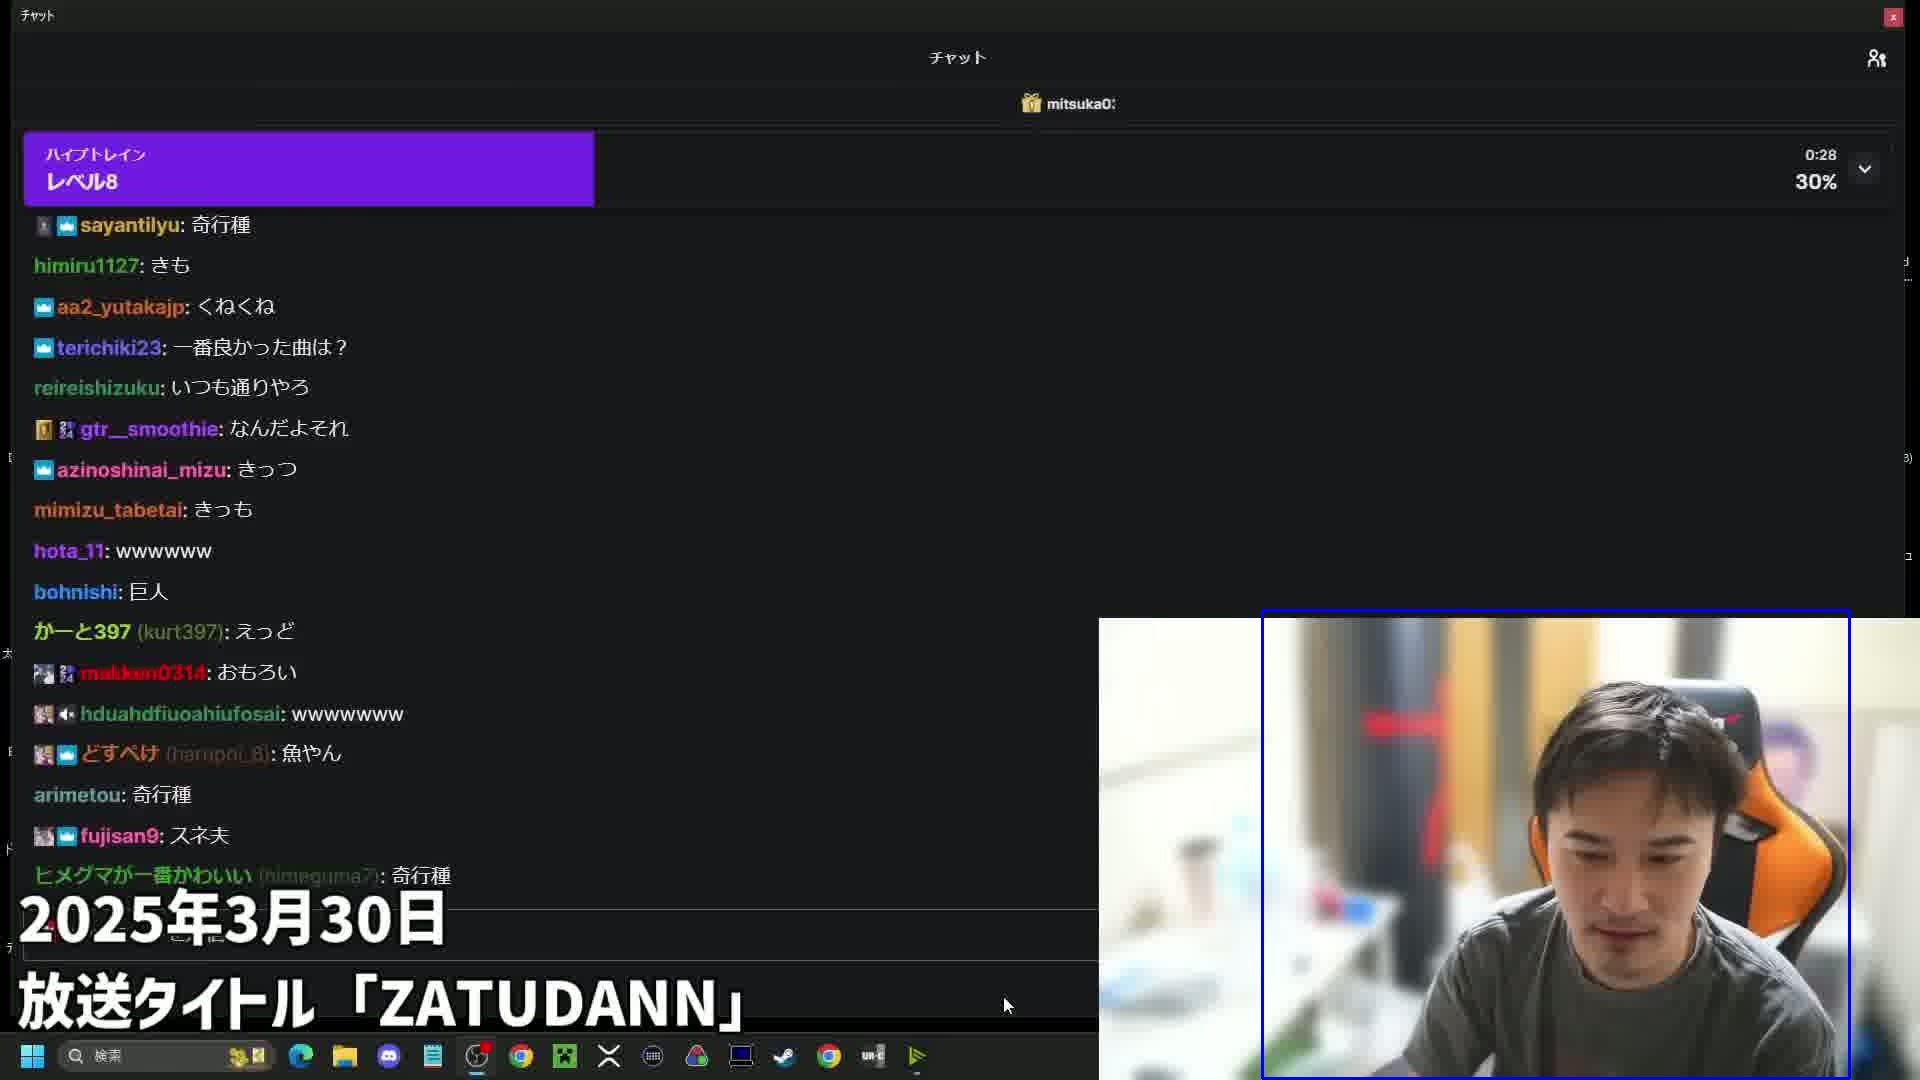 チャット
チャット
mitsuka0
ハイプトレイン
0:28
レベル8
30%
sayantilyu: 奇行種
himiru1127: きも
aa2_yutakajp: くねくね
terichiki23: 一番良かった曲は？
reireishizuku: いつも通りやろ
gtr__smoothie: なんだよそれ
azinoshinai_mizu: きっつ
mimizu_tabetai: きっも
hota_11: wwwwww
bohnishi: 巨人
かーと397 (kurt397): えっど
makken0314: おもろい
hduahdfiuoahiufosai: wwwwwww
どすぺけ (harupoi_8): 魚やん
arimetou: 奇行種
fujisan9: スネ夫
ヒメグマが一番かわいい (himeguma7): 奇行種
2025年3月30日
放送タイトル「ZATUDANN」
検索
UR-C